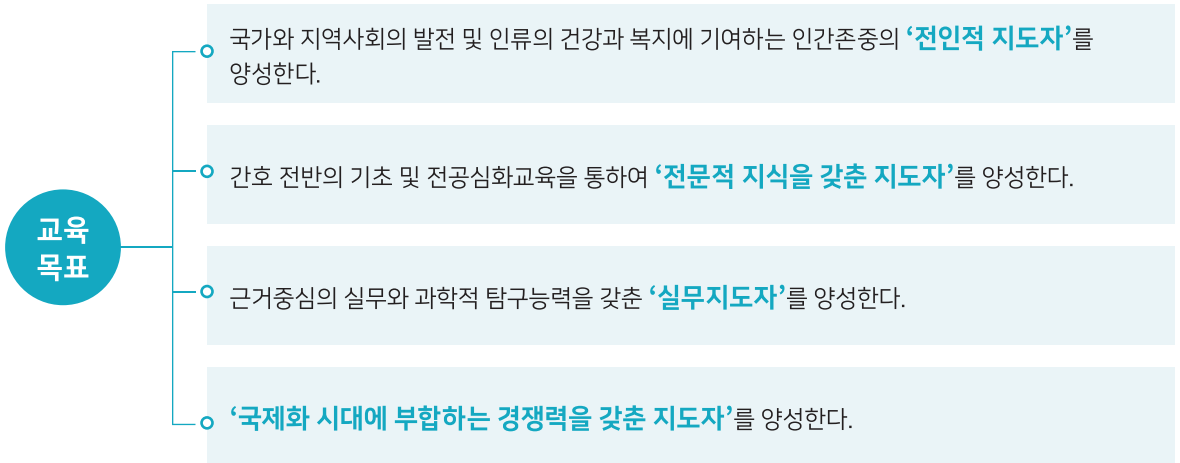 교육
목표
국가와 지역사회의 발전 및 인류의 건강과 복지에 기여하는 인간존중의 ‘전인적 지도자’를
양성한다.
간호 전반의 기초 및 전공심화교육을 통하여 ‘전문적 지식을 갖춘 지도자’를 양성한다.
근거중심의 실무와 과학적 탐구능력을 갖춘 ‘실무지도자’를 양성한다.
‘국제화 시대에 부합하는 경쟁력을 갖춘 지도자’를 양성한다.